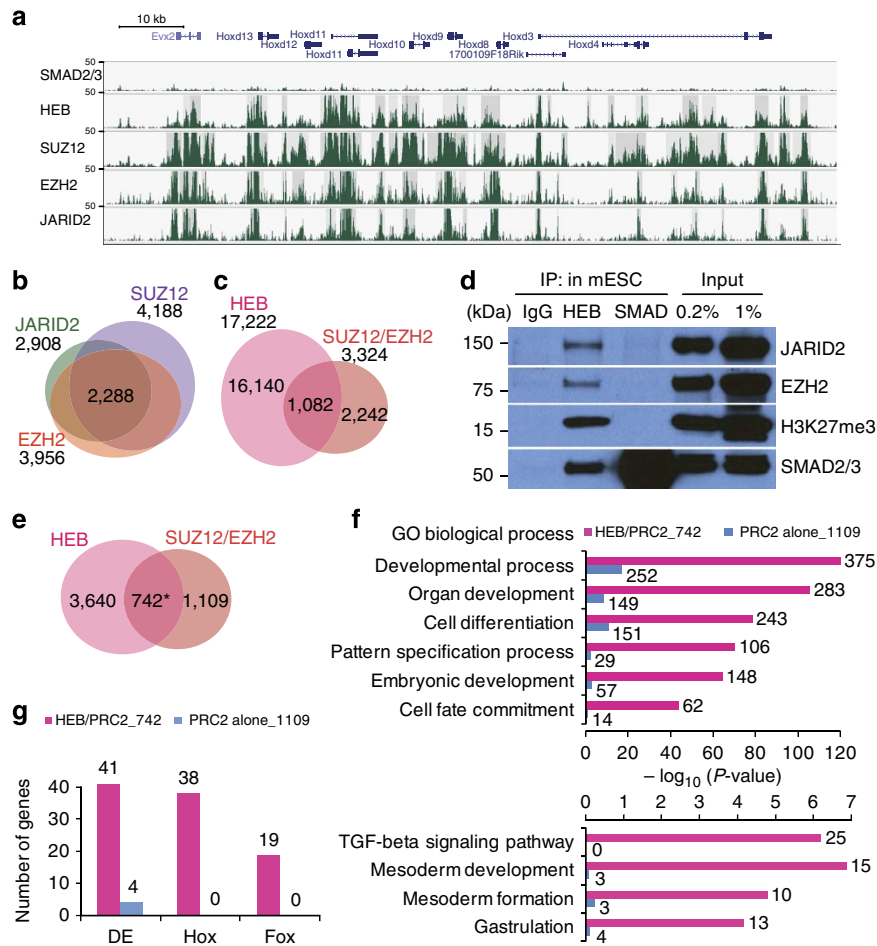 a
10 kb
Evx2
Hoxd13
Hoxd12
Hoxd11
Hoxd11
Hoxd10
Hoxd9
Hoxd8
1700109F18Rik
Hoxd3
Hoxd4
50
SMAD2/3
50
HEB
50
SUZ12
50
EZH2
50
JARID2
b
SUZ12
4,188
JARID2
2,908
2,288
EZH2
3,956
c
HEB
17,222
SUZ12/EZH2
3,324
16,140
1,082
2,242
d
IP: in mESC
Input
(kDa)
IgG
HEB
SMAD
0.2%
1%
150
JARID2
75
EZH2
15
H3K27me3
50
SMAD2/3
e
HEB
SUZ12/EZH2
3,640
742*
1,109
f
GO biological process
HEB/PRC2_742
PRC2 alone_1109
Developmental process
375
252
Organ development
283
149
Cell differentiation
243
151
Pattern specification process
106
29
Embryonic development
148
57
Cell fate commitment
62
14
0 20 40 60 80 100 120
– log10 (P-value)
0 1 2 3 4 5 6 7
TGF-beta signaling pathway
25
0
Mesoderm development
15
3
Mesoderm formation
10
3
Gastrulation
13
4
g
HEB/PRC2_742
PRC2 alone_1109
Number of genes
40
30
20
10
0
41
4
38
0
19
0
DE
Hox
Fox